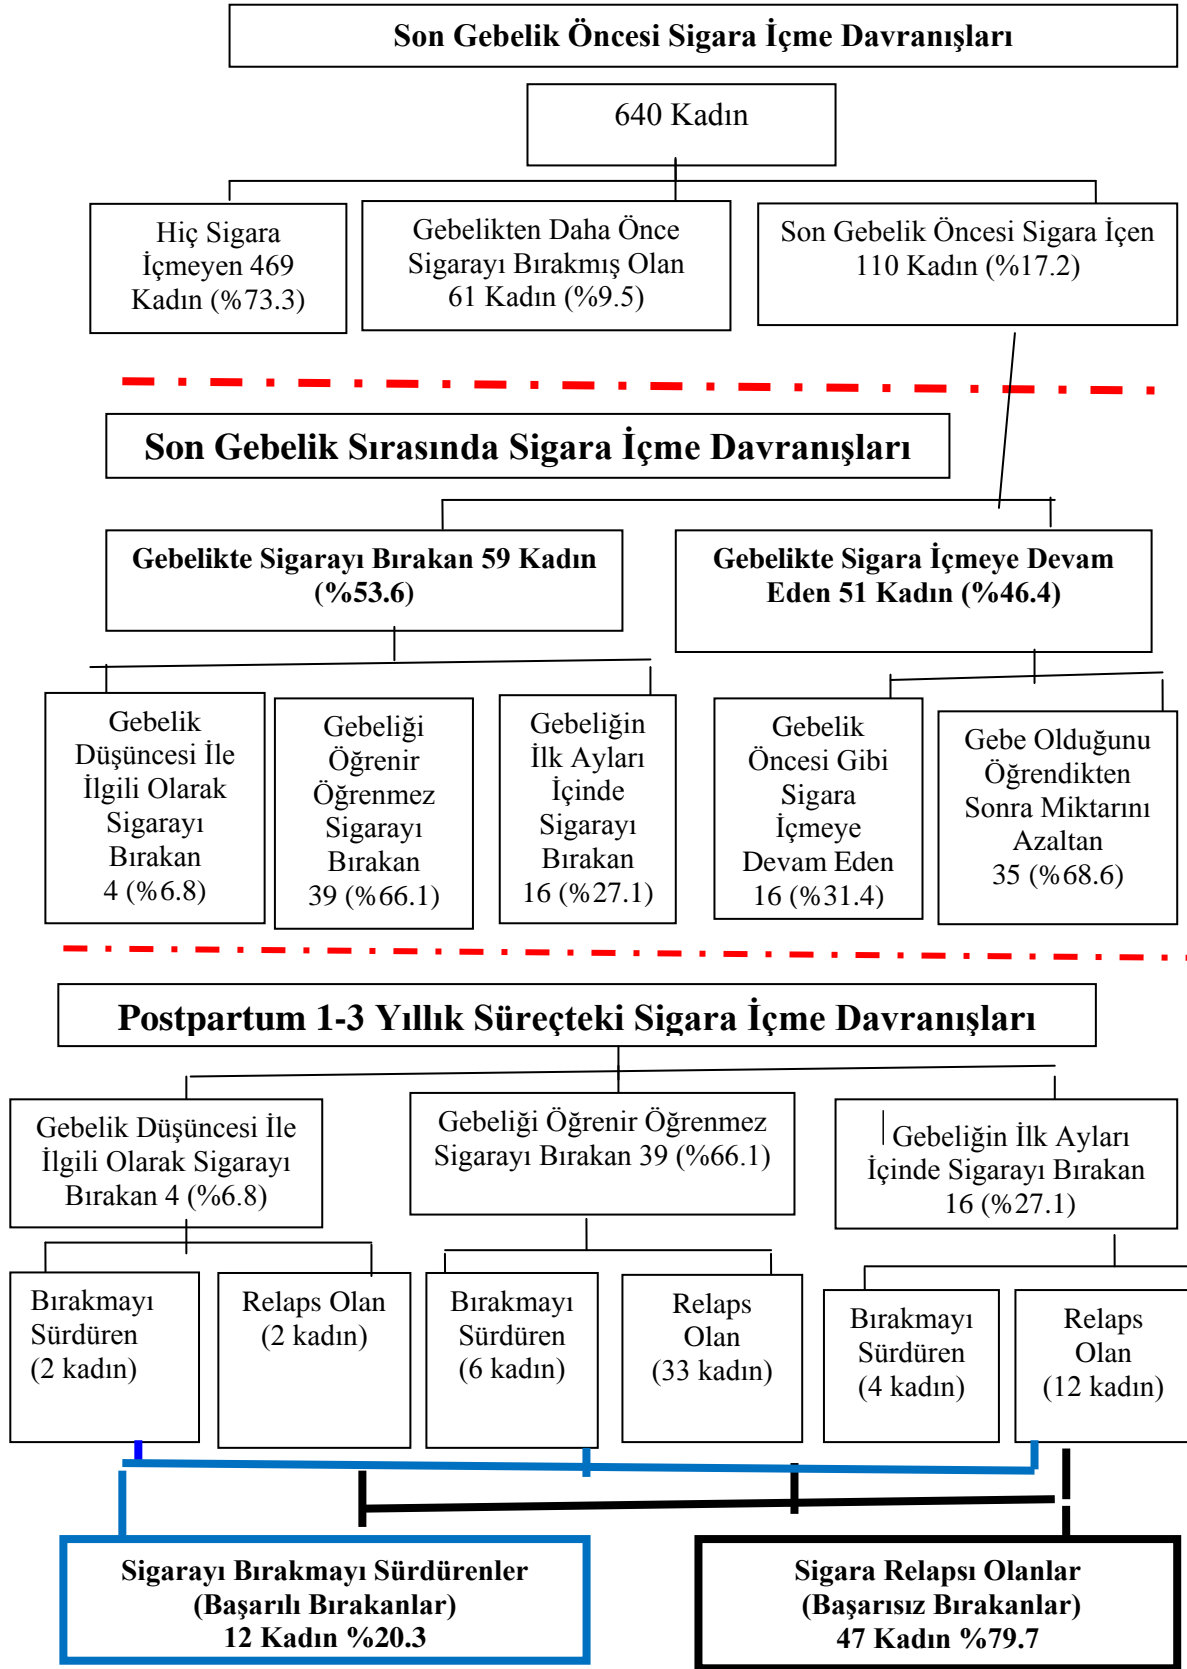 Son Gebelik Öncesi Sigara İçme Davranışları
640 Kadın
Hiç Sigara
İçmeyen 469
Kadın (%73.3)
Gebelikten Daha Önce
Sigarayı Bırakmış Olan
61 Kadın (%9.5)
Son Gebelik Öncesi Sigara İçen
110 Kadın (%17.2)
Son Gebelik Sırasında Sigara İçme Davranışları
Gebelikte Sigarayı Bırakan 59 Kadın
(%53.6)
Gebelikte Sigara İçmeye Devam
Eden 51 Kadın (%46.4)
Gebelik
Düşüncesi İle
İlgili Olarak
Sigarayı
Bırakan
4 (%6.8)
Gebeliği
Öğrenir
Öğrenmez
Sigarayı
Bırakan
39 (%66.1)
Gebeliğin
İlk Ayları
İçinde
Sigarayı
Bırakan
16 (%27.1)
Gebelik
Öncesi Gibi
Sigara
İçmeye
Devam Eden
16 (%31.4)
Gebe Olduğunu
Öğrendikten
Sonra Miktarını
Azaltan
35 (%68.6)
Postpartum 1-3 Yıllık Süreçteki Sigara İçme Davranışları
Gebelik Düşüncesi İle
İlgili Olarak Sigarayı
Bırakan 4 (%6.8)
Gebeliği Öğrenir Öğrenmez
Sigarayı Bırakan 39 (%66.1)
Gebeliğin İlk Ayları
İçinde Sigarayı Bırakan
16 (%27.1)
Bırakmayı
Sürdüren
(2 kadın)
Relaps Olan
(2 kadın)
Bırakmayı
Sürdüren
(6 kadın)
Relaps
Olan
(33 kadın)
Bırakmayı
Sürdüren
(4 kadın)
Relaps
Olan
(12 kadın)
Sigarayı Bırakmayı Sürdürenler
(Başarılı Bırakanlar)
12 Kadın %20.3
Sigara Relapsı Olanlar
(Başarısız Bırakanlar)
47 Kadın %79.7